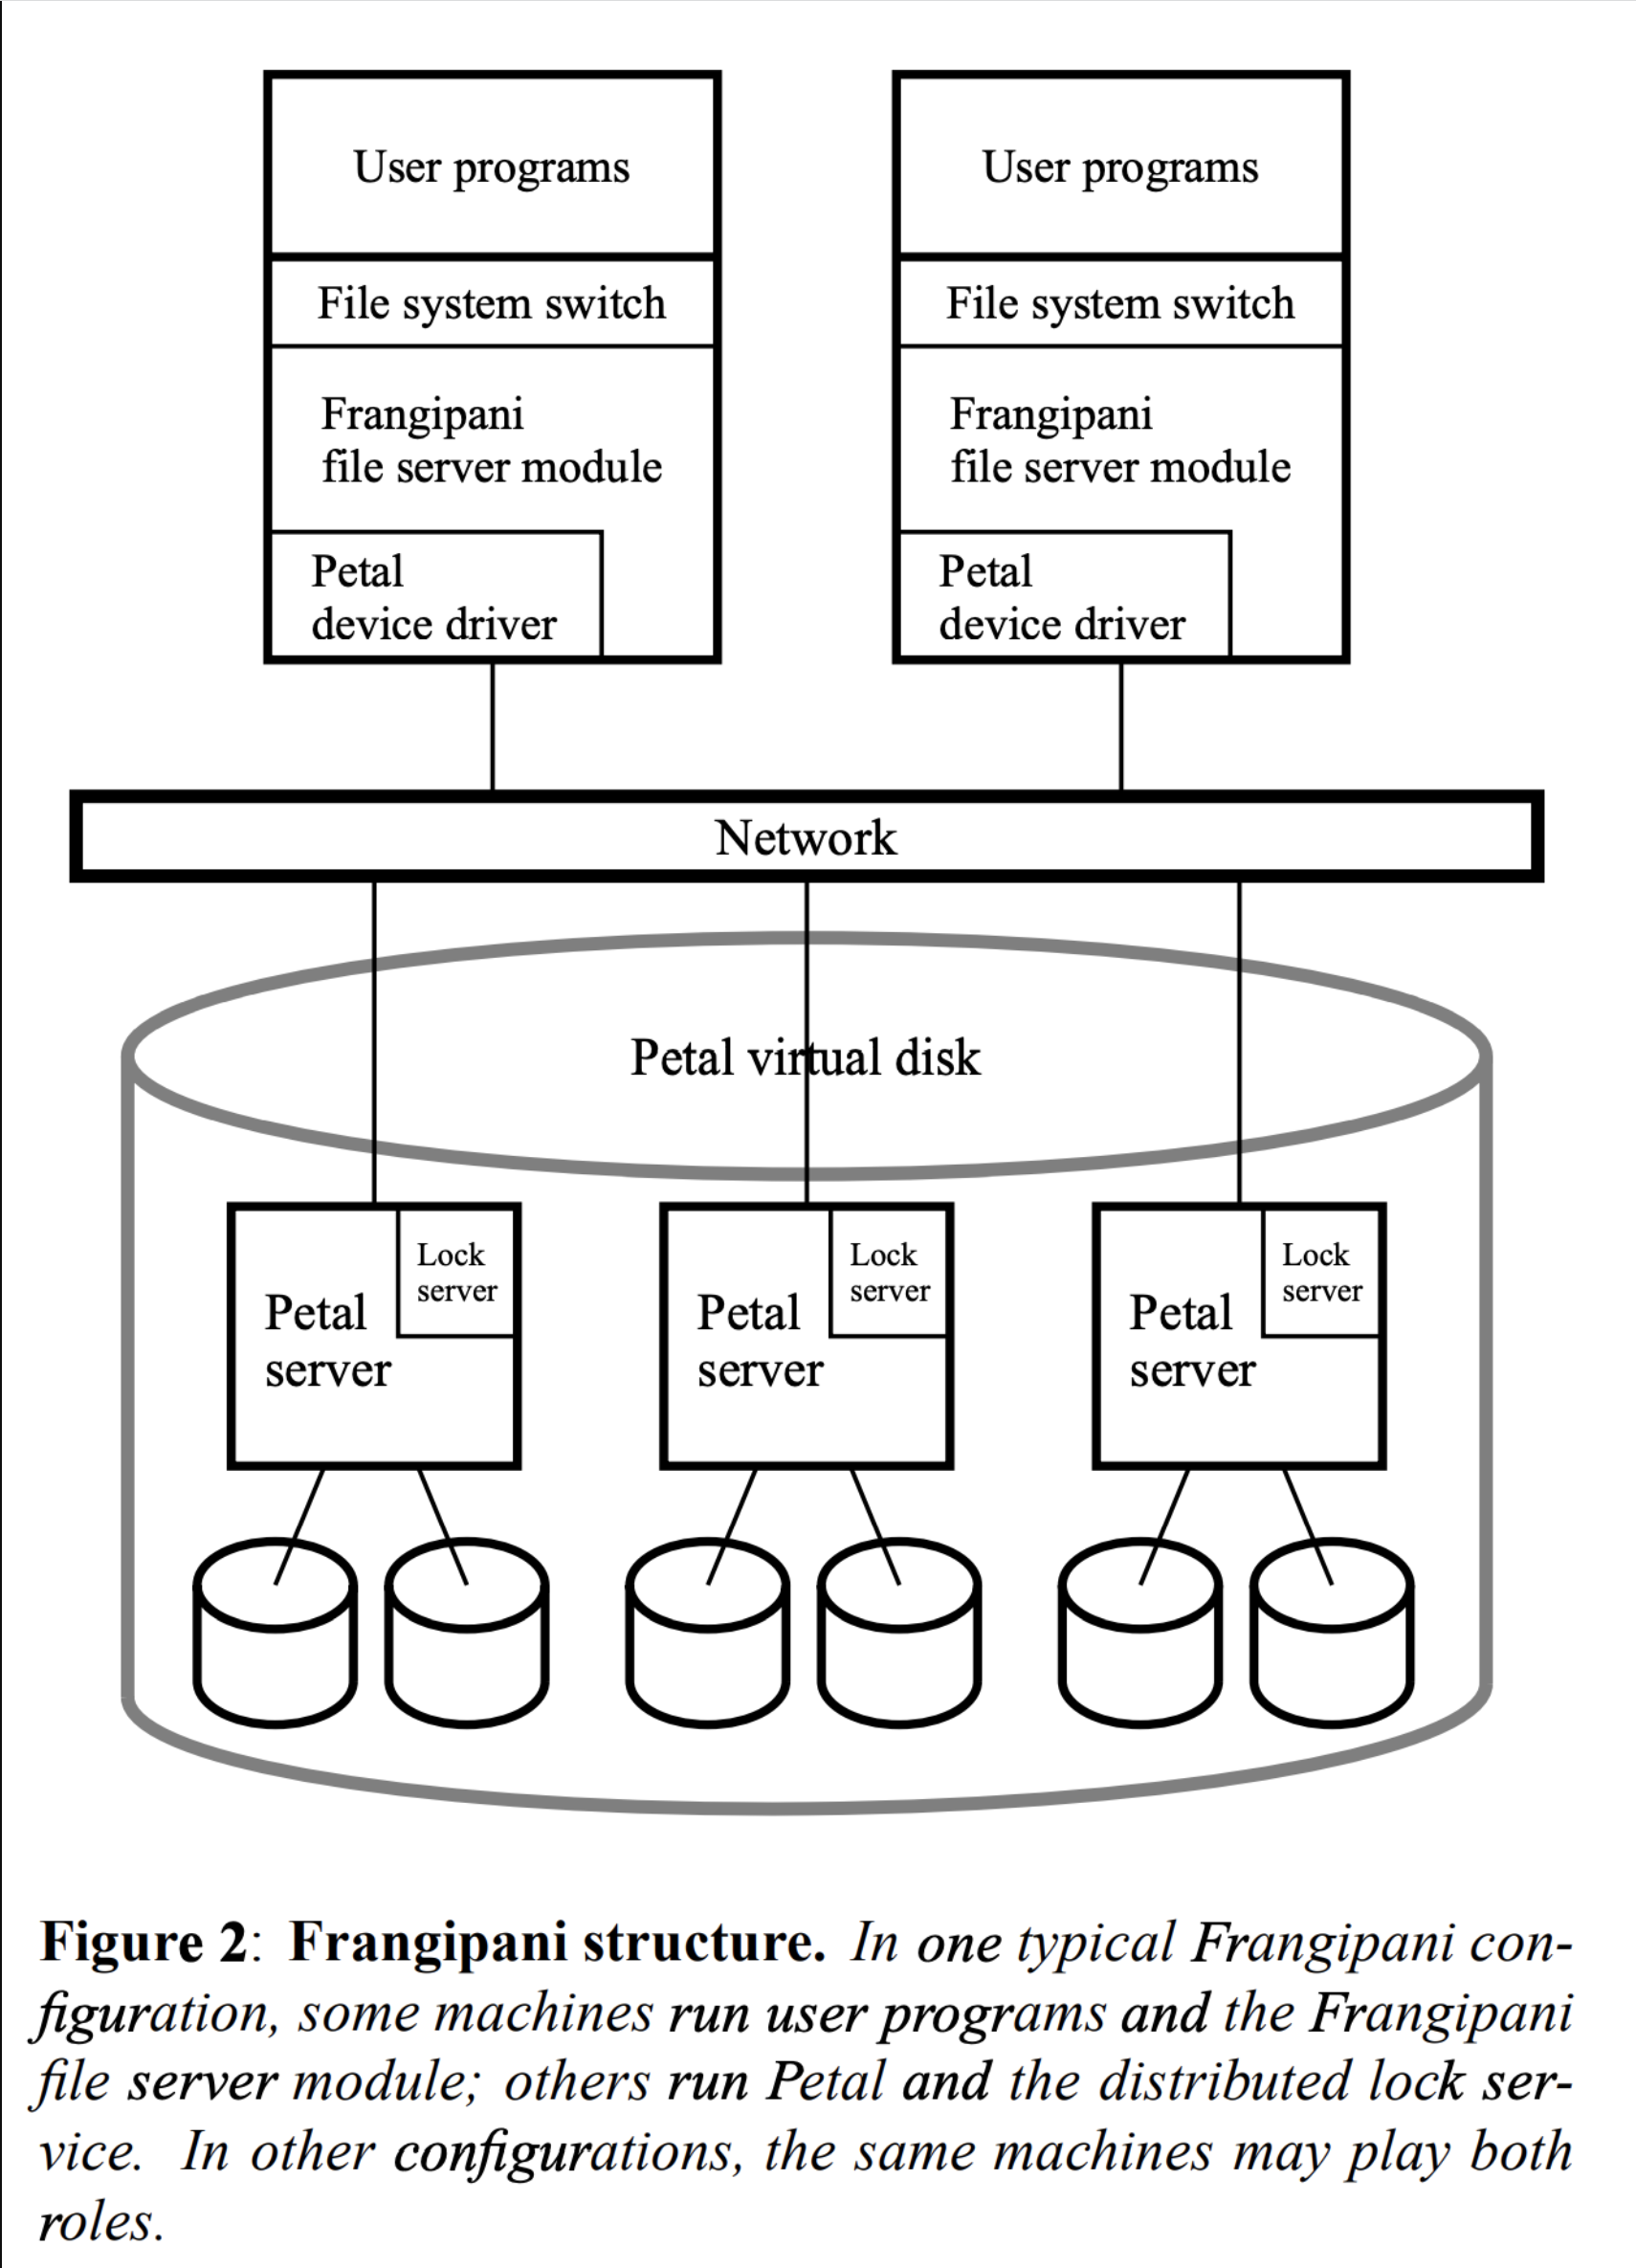 User programs
User programs
File system switch
File system switch
Frangipani
file server module
Frangipani
file server module
Petal
device driver
Petal
device driver
Network
Petal virtual disk
Lock
server
Petal
server
Lock
server
Petal
server
Lock
server
Petal
server
Figure 2: Frangipani structure. In one typical Frangipani con-
figuration, some machines run user programs and the Frangipani
file server module; others run Petal and the distributed lock ser-
vice. In other configurations, the same machines may play both
roles.